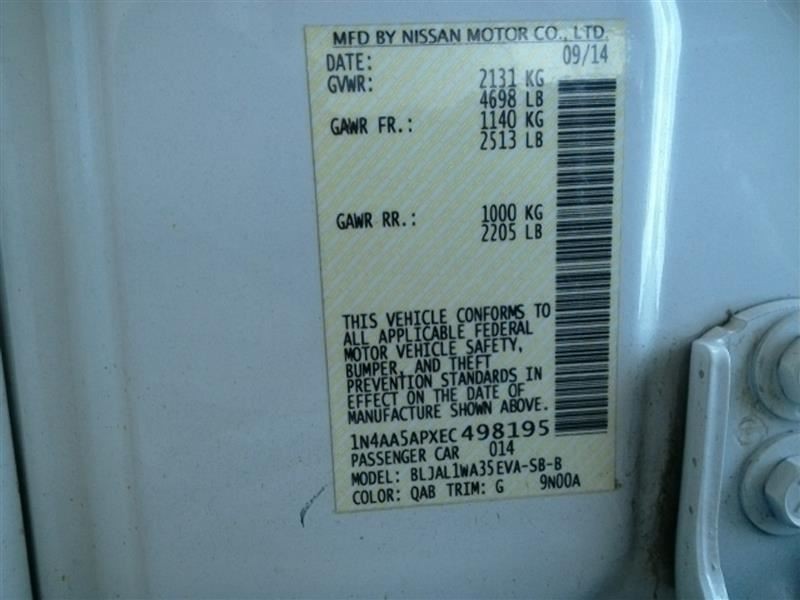 MFD BY NISSAN MOTOR CO., LTD.
DATE: 09/14
GVWR: 2131 KG
4698 LB
GAWR FR.: 1140 KG
2513 LB
GAWR RR.: 1000 KG
2205 LB
THIS VEHICLE CONFORMS TO
ALL APPLICABLE FEDERAL
MOTOR VEHICLE SAFETY,
BUMPER, AND THEFT
PREVENTION STANDARDS IN
EFFECT ON THE DATE OF
MANUFACTURE SHOWN ABOVE.
1N4AA5APXEC498195
PASSENGER CAR 014
MODEL: BLJAL1WA35EVA-SB-B
COLOR: QAB TRIM: G 9N00A